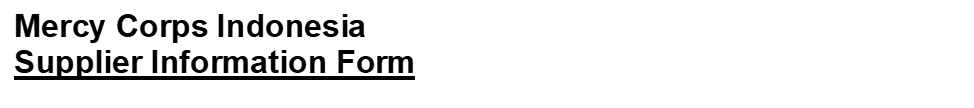 Mercy Corps Indonesia
Supplier Information Form